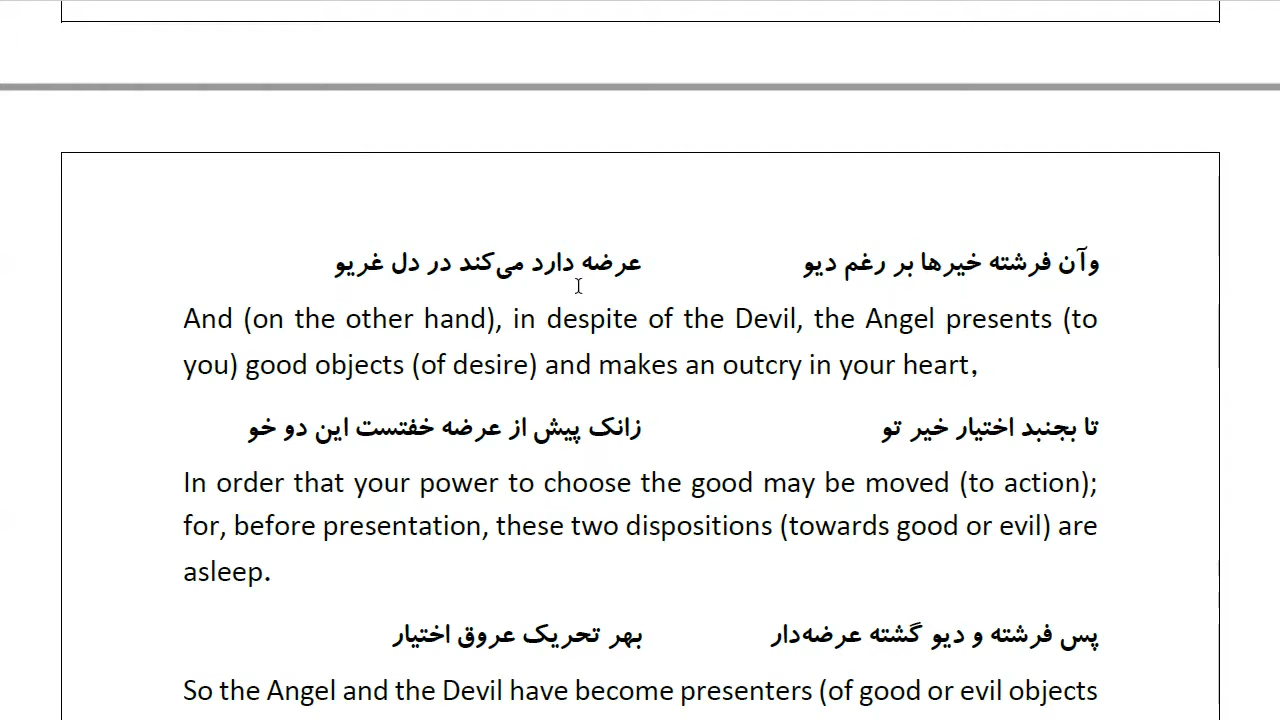 وآن فرشته خیرها بر رغم دیو عرضه دارد می‌کند در دل غریو
And (on the other hand), in despite of the Devil, the Angel presents (to
you) good objects (of desire) and makes an outcry in your heart,
تا بجنبد اختیار خیر تو زانک پیش از عرضه خفتست این دو خو
In order that your power to choose the good may be moved (to action);
for, before presentation, these two dispositions (towards good or evil) are
asleep.
پس فرشته و دیو گشته عرضه‌دار بهر تحریک عروق اختیار
So the Angel and the Devil have become presenters (of good or evil objects